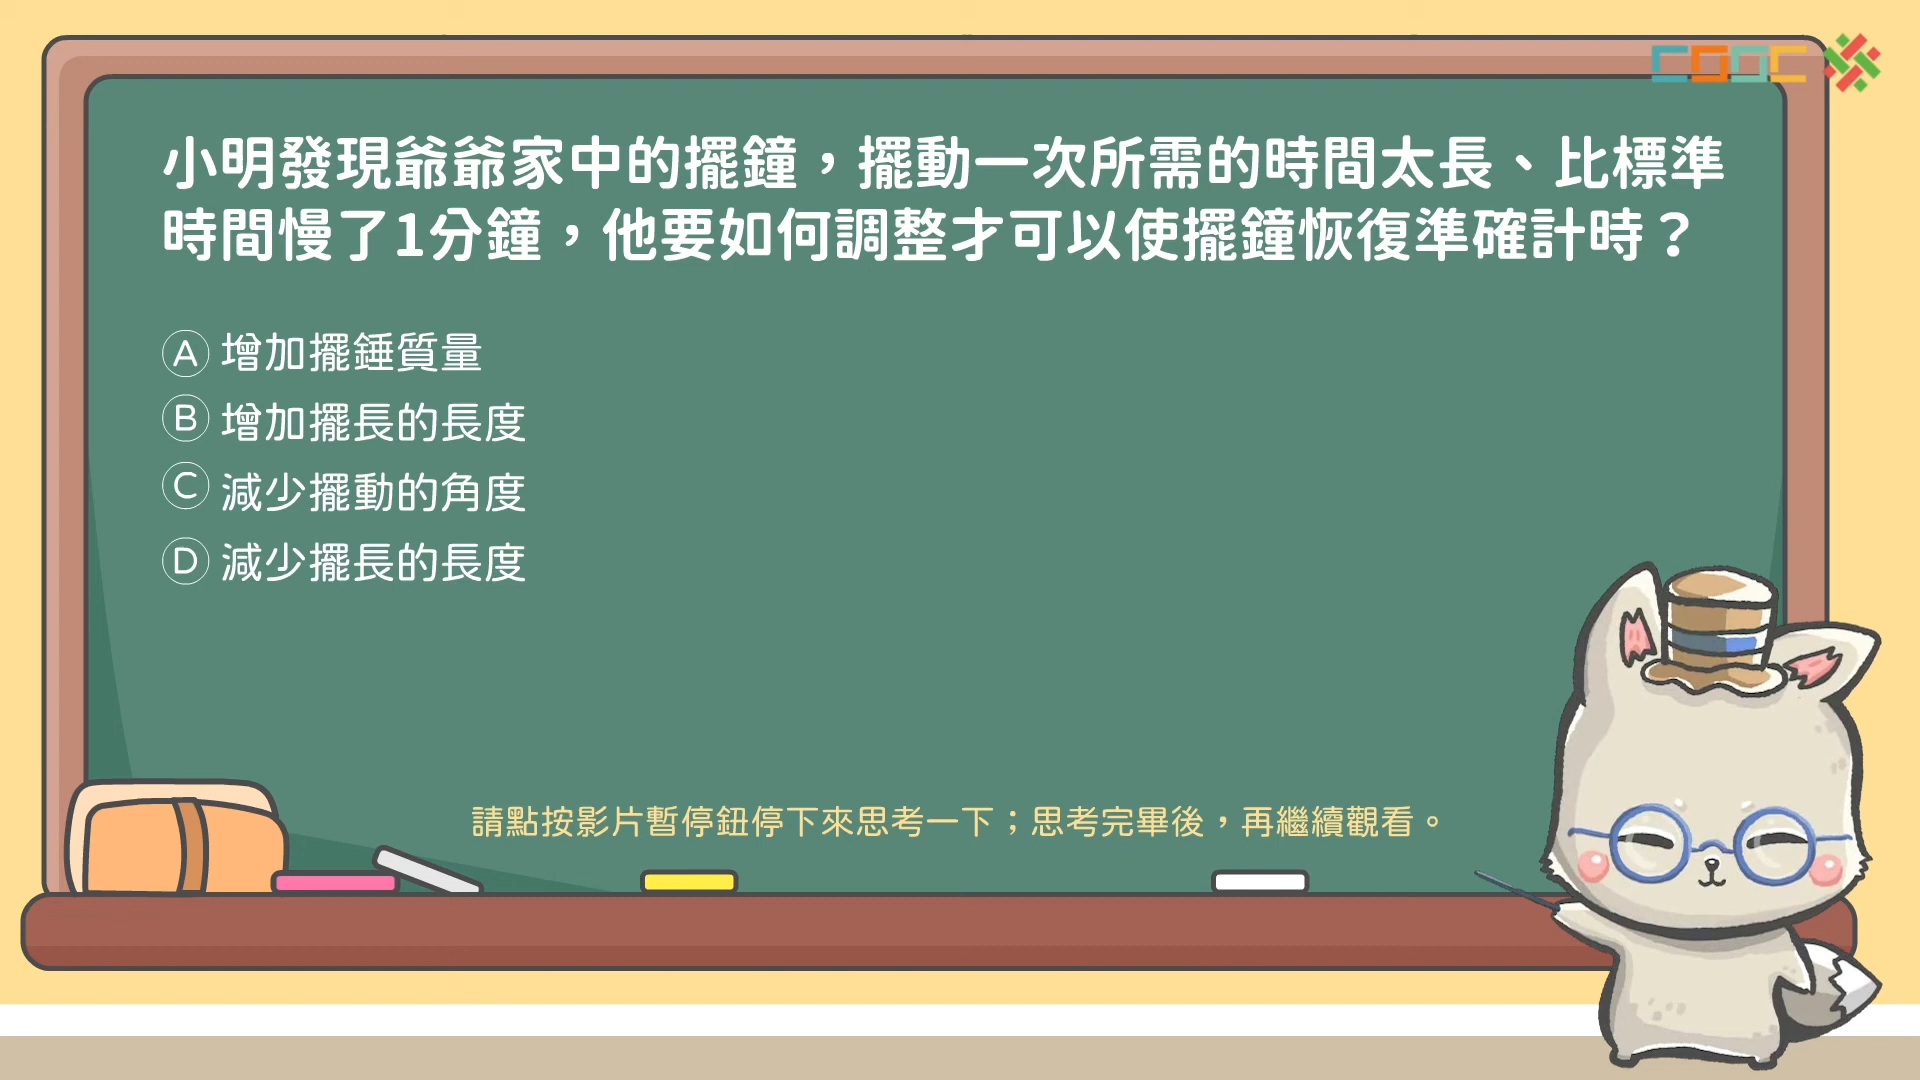 COOC
小明發現爺爺家中的擺鐘，擺動一次所需的時間太長、比標準
時間慢了1分鐘，他要如何調整才可以使擺鐘恢復準確計時？
Ⓐ 增加擺錘質量
Ⓑ 增加擺長的長度
Ⓒ 減少擺動的角度
Ⓓ 減少擺長的長度
請點按影片暫停鈕停下來思考一下；思考完畢後，再繼續觀看。